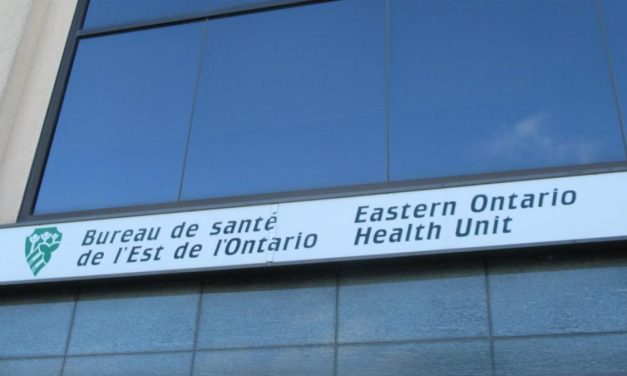 Bureau de santé
de l'Est de l'Ontario
Eastern Ontario
Health Unit